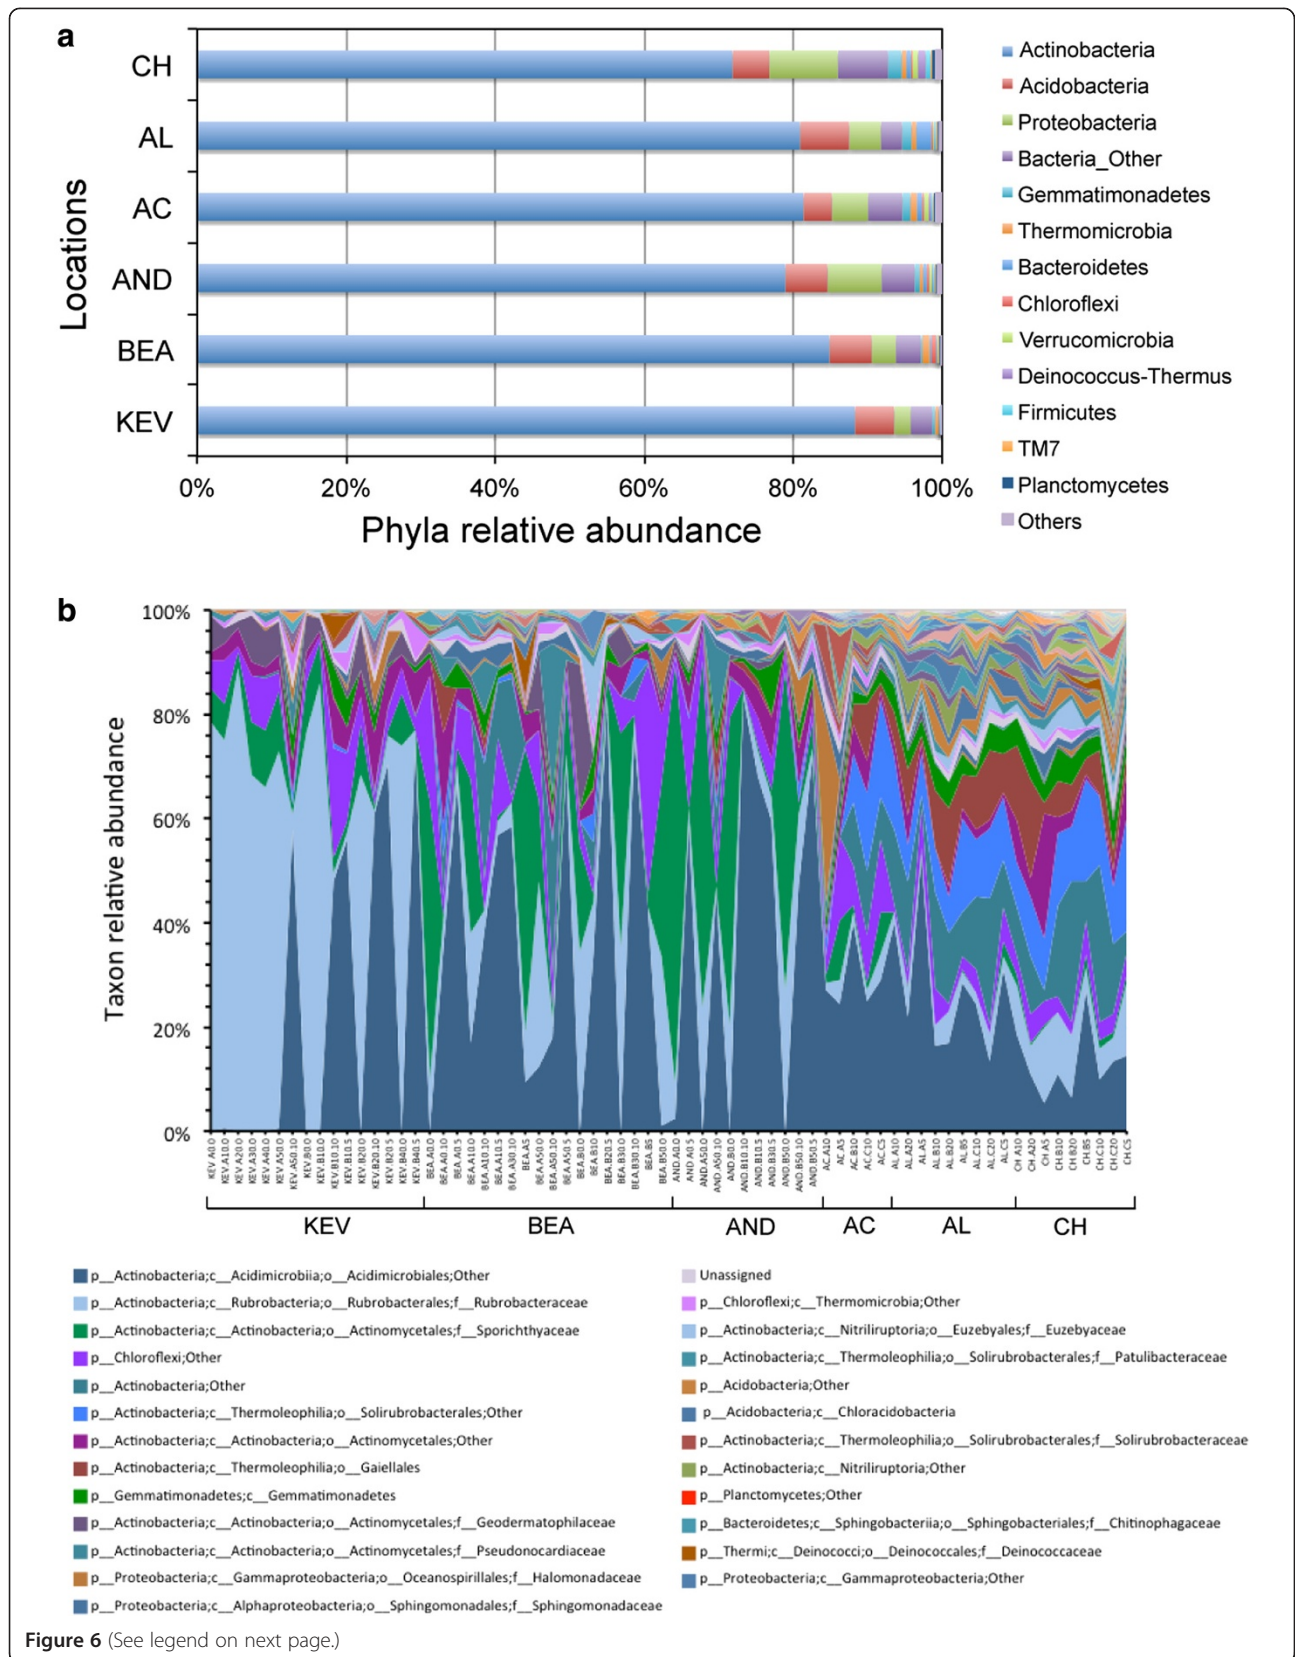 a
CH
AL
AC
AND
BEA
KEV
Locations
0% 20% 40% 60% 80% 100%
Phyla relative abundance
Actinobacteria
Acidobacteria
Proteobacteria
Bacteria_Other
Gemmatimonadetes
Thermomicrobia
Bacteroidetes
Chloroflexi
Verrucomicrobia
Deinococcus-Thermus
Firmicutes
TM7
Planctomycetes
Others
b
100%
80%
60%
40%
20%
0%
Taxon relative abundance
KEV BEA AND AC AL CH
p__Actinobacteria;c__Acidimicrobiia;o__Acidimicrobiales;Other
p__Actinobacteria;c__Rubrobacteria;o__Rubrobacterales;f__Rubrobacteraceae
p__Actinobacteria;c__Actinobacteria;o__Actinomycetales;f__Sporichthyaceae
p__Chloroflexi;Other
p__Actinobacteria;Other
p__Actinobacteria;c__Thermoleophilia;o__Solirubrobacterales;Other
p__Actinobacteria;c__Actinobacteria;o__Actinomycetales;Other
p__Actinobacteria;c__Thermoleophilia;o__Gaiellales
p__Gemmatimonadetes;c__Gemmatimonadetes
p__Actinobacteria;c__Actinobacteria;o__Actinomycetales;f__Geodermatophilaceae
p__Actinobacteria;c__Actinobacteria;o__Actinomycetales;f__Pseudonocardiaceae
p__Proteobacteria;c__Gammaproteobacteria;o__Oceanospirillales;f__Halomonadaceae
p__Proteobacteria;c__Alphaproteobacteria;o__Sphingomonadales;f__Sphingomonadaceae
Unassigned
p__Chloroflexi;c__Thermomicrobia;Other
p__Actinobacteria;c__Nitriliruptoria;o__Euzebyales;f__Euzebyaceae
p__Actinobacteria;c__Thermoleophilia;o__Solirubrobacterales;f__Patulibacteraceae
p__Acidobacteria;Other
p__Acidobacteria;c__Chloracidobacteria
p__Actinobacteria;c__Thermoleophilia;o__Solirubrobacterales;f__Solirubrobacteraceae
p__Actinobacteria;c__Nitriliruptoria;Other
p__Planctomycetes;Other
p__Bacteroidetes;c__Sphingobacteriia;o__Sphingobacteriales;f__Chitinophagaceae
p__Thermi;c__Deinococci;o__Deinococcales;f__Deinococcaceae
p__Proteobacteria;c__Gammaproteobacteria;Other
Figure 6 (See legend on next page.)